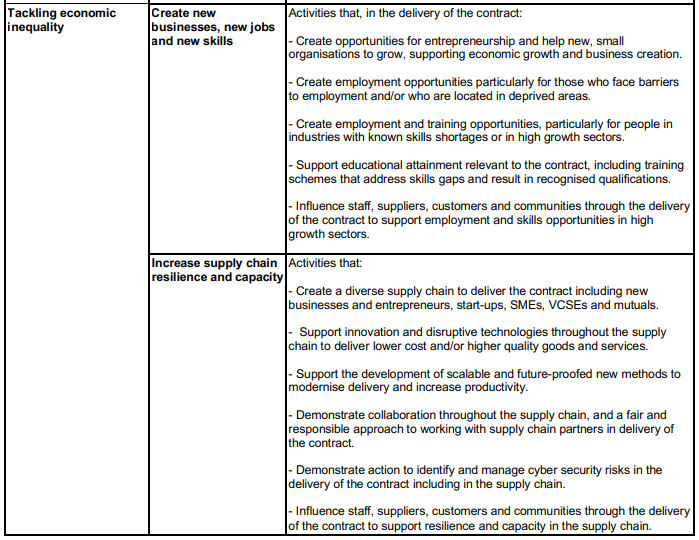 Tackling economic
inequality
Create new
businesses, new jobs
and new skills
Activities that, in the delivery of the contract:
- Create opportunities for entrepreneurship and help new, small
organisations to grow, supporting economic growth and business creation.
- Create employment opportunities particularly for those who face barriers
to employment and/or who are located in deprived areas.
- Create employment and training opportunities, particularly for people in
industries with known skills shortages or in high growth sectors.
- Support educational attainment relevant to the contract, including training
schemes that address skills gaps and result in recognised qualifications.
- Influence staff, suppliers, customers and communities through the delivery
of the contract to support employment and skills opportunities in high
growth sectors.
Increase supply chain
resilience and capacity
Activities that:
- Create a diverse supply chain to deliver the contract including new
businesses and entrepreneurs, start-ups, SMEs, VCSEs and mutuals.
- Support innovation and disruptive technologies throughout the supply
chain to deliver lower cost and/or higher quality goods and services.
- Support the development of scalable and future-proofed new methods to
modernise delivery and increase productivity.
- Demonstrate collaboration throughout the supply chain, and a fair and
responsible approach to working with supply chain partners in delivery of
the contract.
- Demonstrate action to identify and manage cyber security risks in the
delivery of the contract including in the supply chain.
- Influence staff, suppliers, customers and communities through the delivery
of the contract to support resilience and capacity in the supply chain.